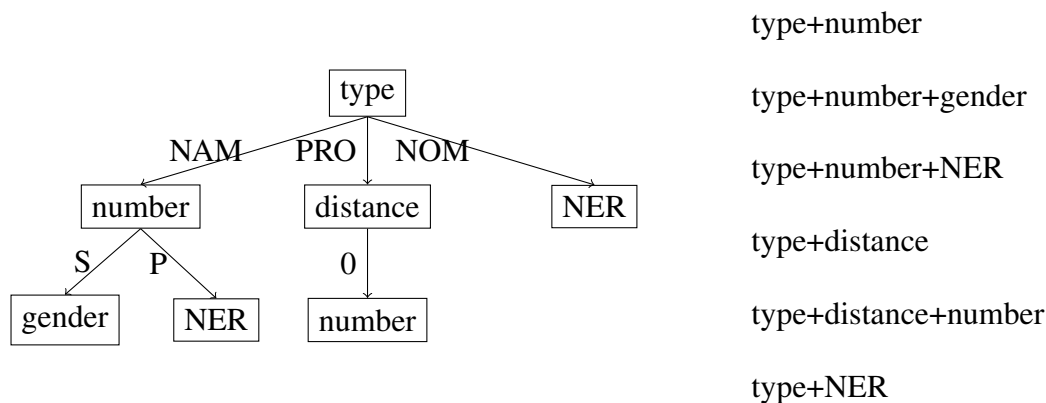 type
NAM PRO NOM
number distance NER
S P 0
gender NER number
type+number
type+number+gender
type+number+NER
type+distance
type+distance+number
type+NER